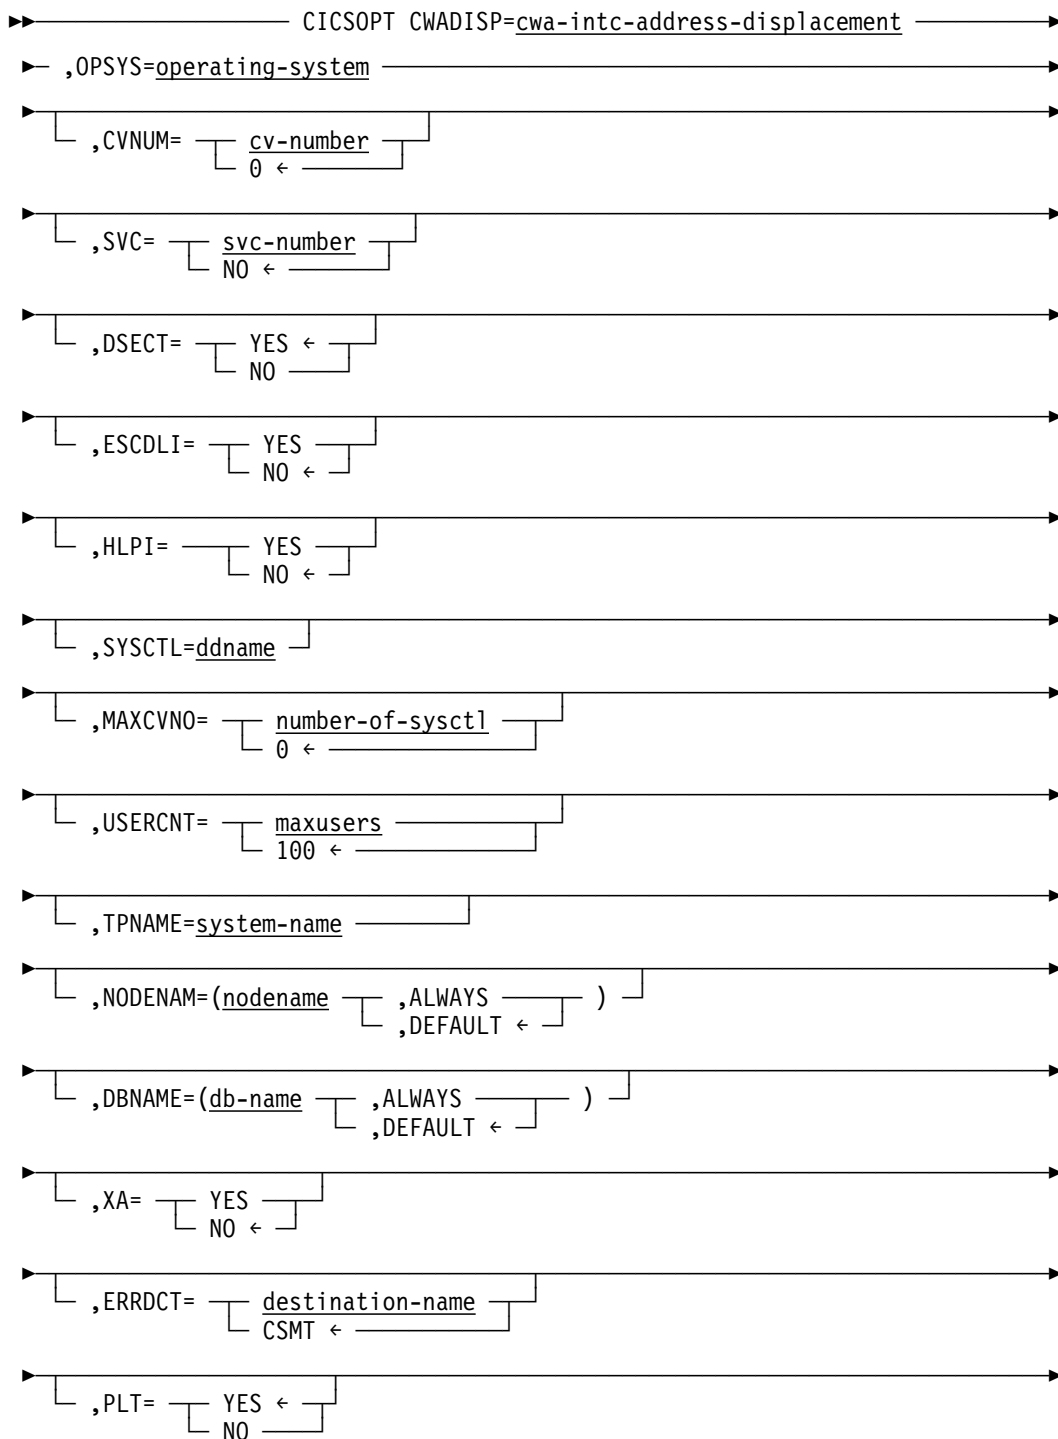 CICSOPT CWADISP=cwa-intc-address-displacement
,OPSYS=operating-system
,CVNUM= cv-number
0 ←
,SVC= svc-number
NO ←
,DSECT= YES ←
NO
,ESCDLI= YES
NO ←
,HLPI= YES
NO ←
,SYSCTL=ddname
,MAXCVNO= number-of-sysctl
0 ←
,USERCNT= maxusers
100 ←
,TPNAME=system-name
,NODENAM=(nodename ,ALWAYS )
,DEFAULT ←
,DBNAME=(db-name ,ALWAYS )
,DEFAULT ←
,XA= YES
NO ←
,ERRDCT= destination-name
CSMT ←
,PLT= YES ←
NO